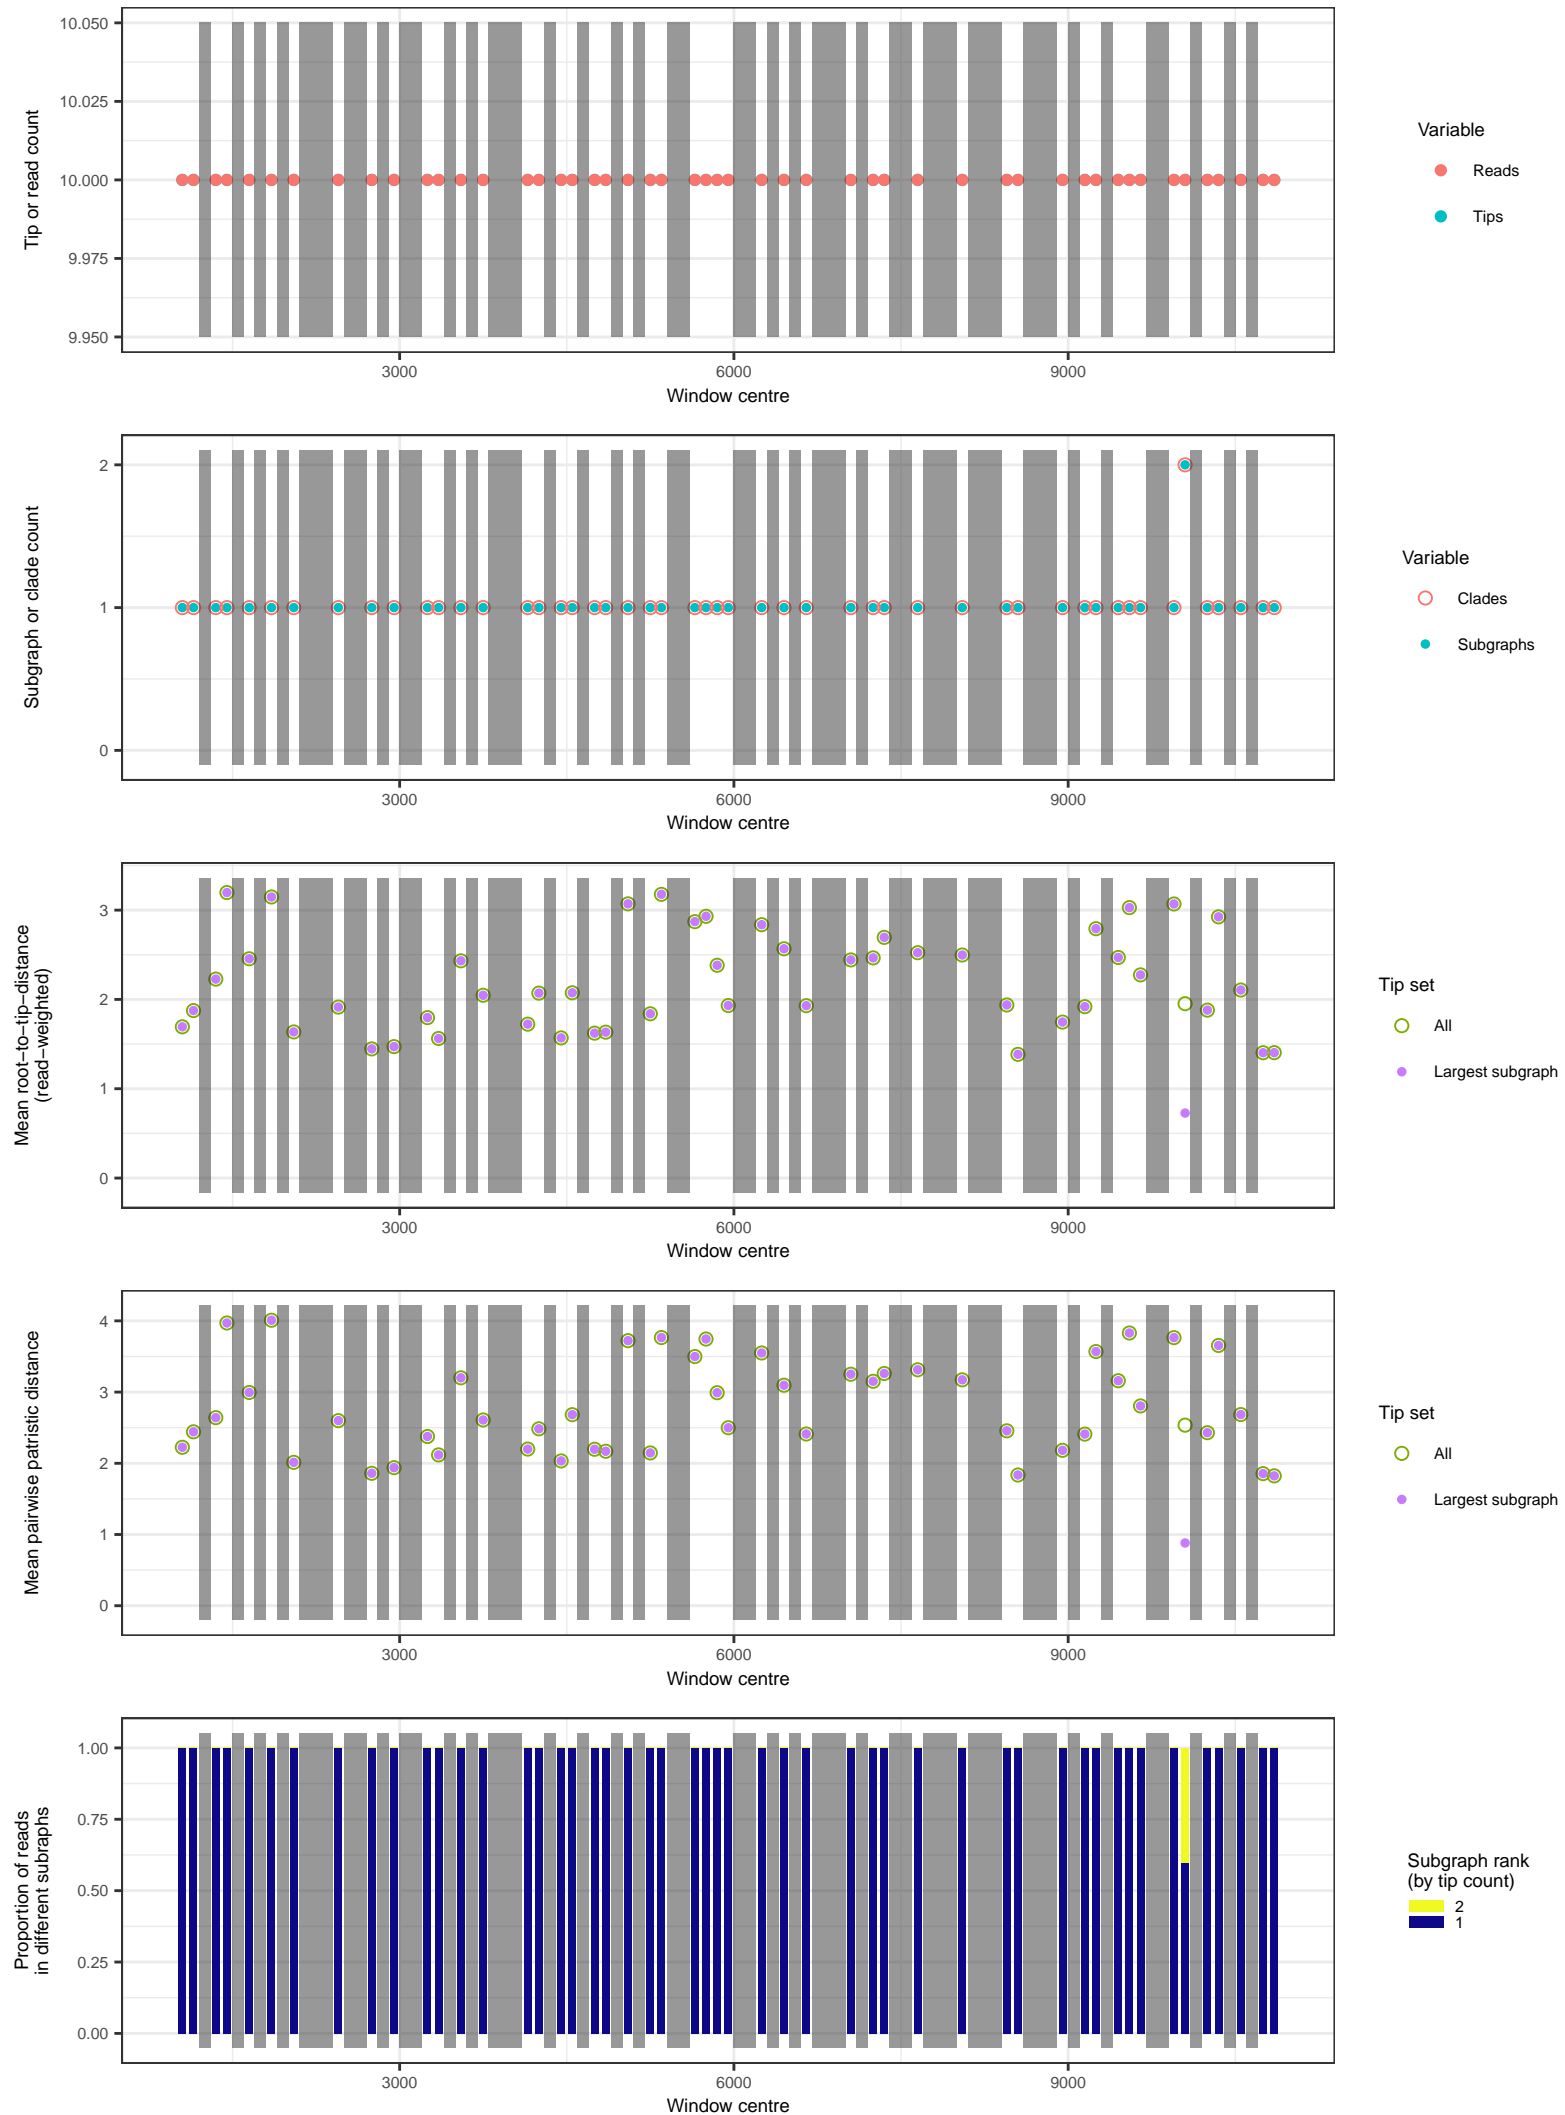 10.050
10.025
10.000
9.975
9.950
Tip or read count
3000
6000
9000
Window centre
Variable
Reads
Tips
2
1
0
Subgraph or clade count
3000
6000
9000
Window centre
Variable
Clades
Subgraphs
3
2
1
0
Mean root−to−tip−distance
(read−weighted)
3000
6000
9000
Window centre
Tip set
All
Largest subgraph
4
3
2
1
0
Mean pairwise patristic distance
3000
6000
9000
Window centre
Tip set
All
Largest subgraph
1.00
0.75
0.50
0.25
0.00
Proportion of reads
in different subraphs
3000
6000
9000
Window centre
Subgraph rank
(by tip count)
2
1